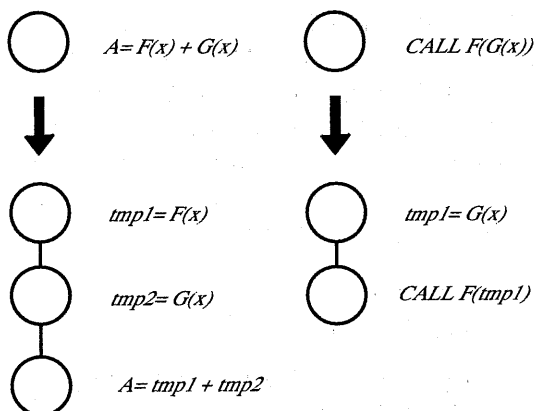 A= F(x) + G(x)
CALL F(G(x))
tmp1= F(x)
tmp1= G(x)
tmp2= G(x)
CALL F(tmp1)
A= tmp1 + tmp2